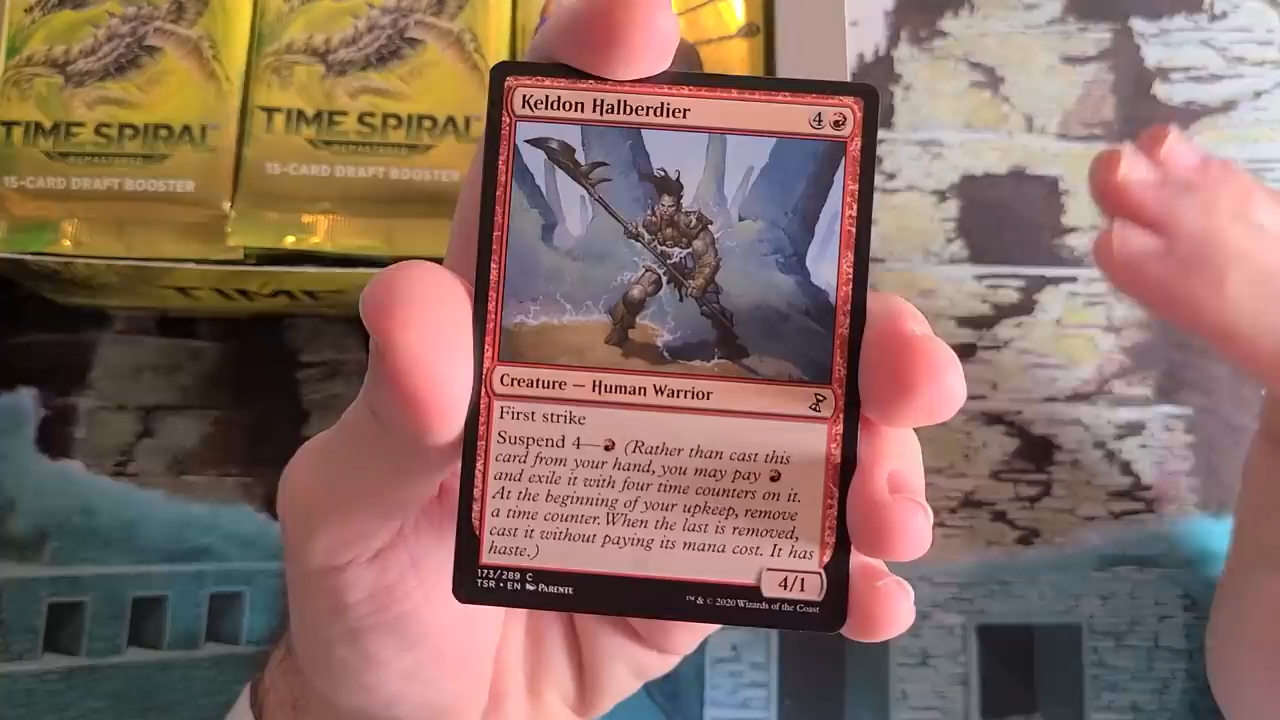 TIME SPIRAL
REMASTERED
15-CARD DRAFT BOOSTER
TIME SPIRAL
REMASTERED
15-CARD DRAFT BOOSTER
TIME
Keldon Halberdier
4
Creature — Human Warrior
First strike
Suspend 4— (Rather than cast this
card from your hand, you may pay
and exile it with four time counters on it.
At the beginning of your upkeep, remove
a time counter. When the last is removed,
cast it without paying its mana cost. It has
haste.)
4/1
173/289 C
TSR • EN PARENTE
™ & © 2020 Wizards of the Coast